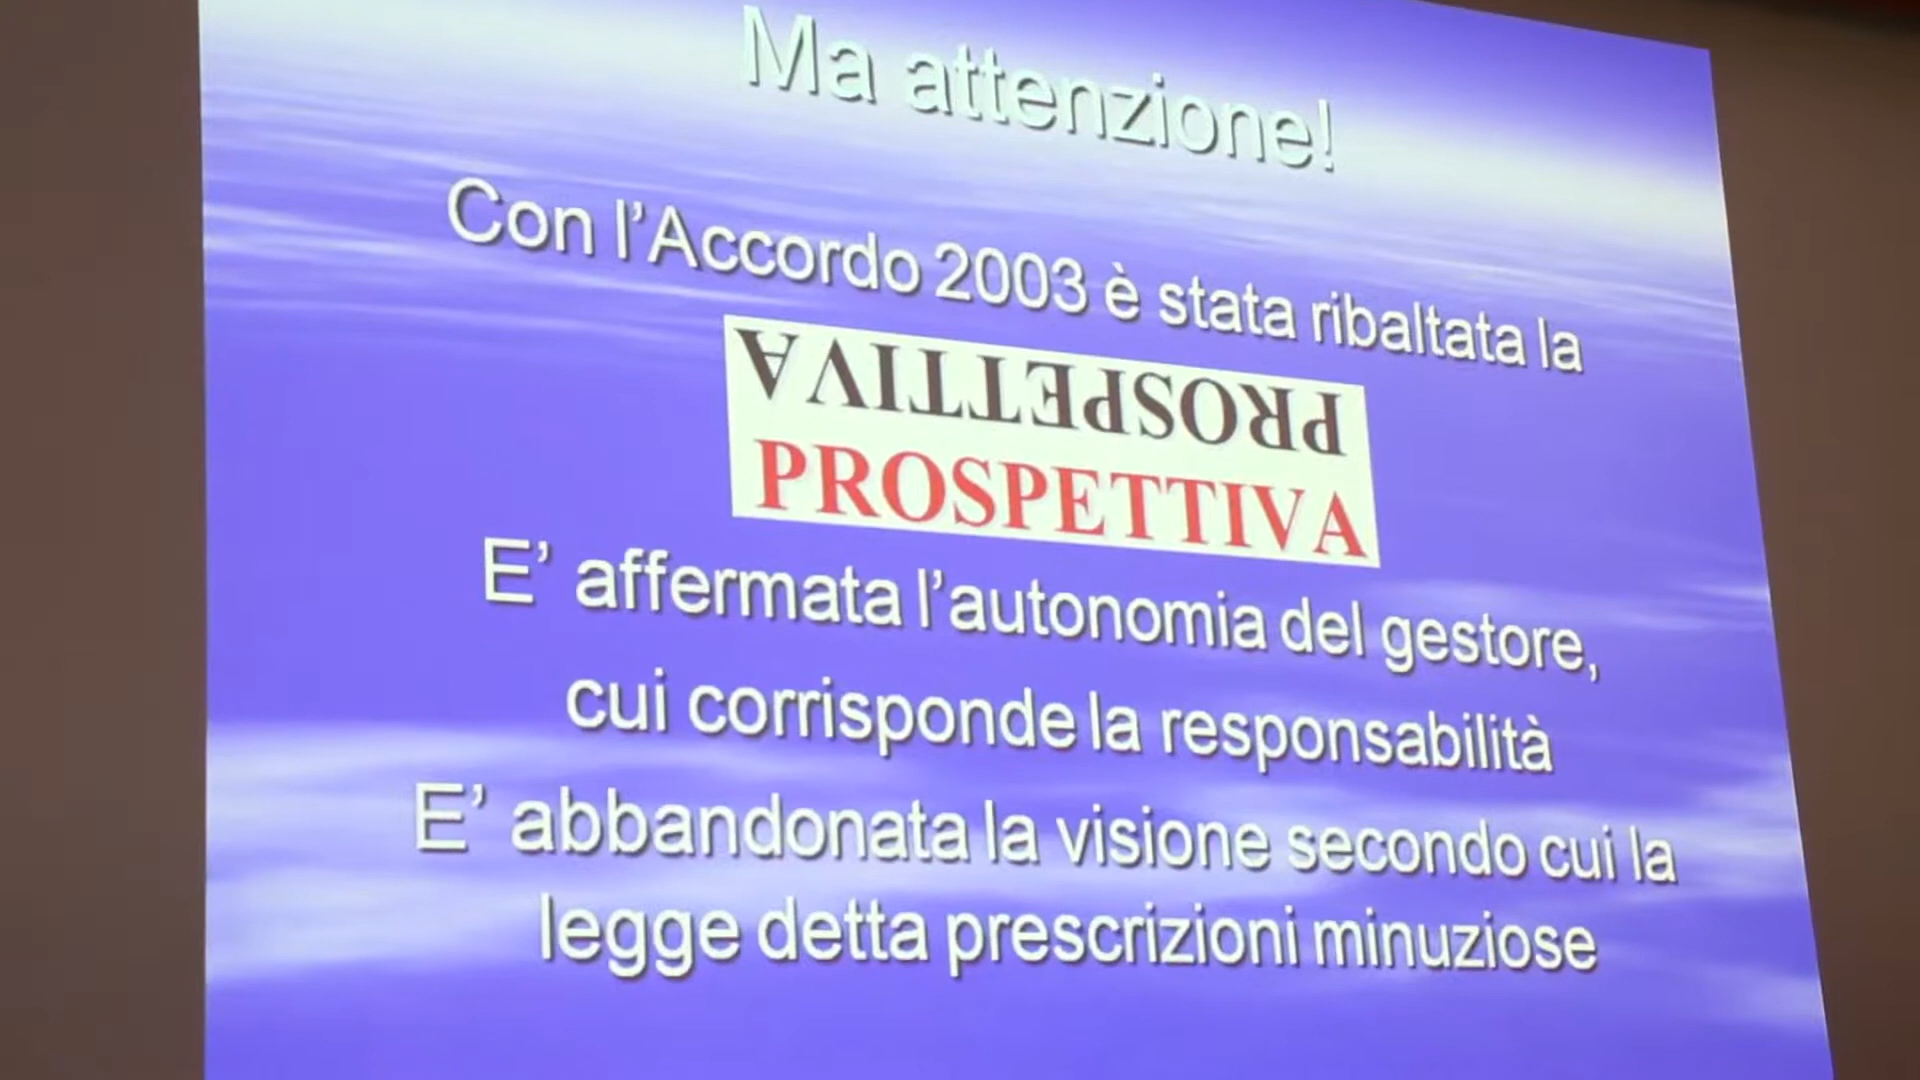 Ma attenzione!
Con l’Accordo 2003 è stata ribaltata la
PROSPETTIVA
PROSPETTIVA
E’ affermata l’autonomia del gestore,
cui corrisponde la responsabilità
E’ abbandonata la visione secondo cui la
legge detta prescrizioni minuziose